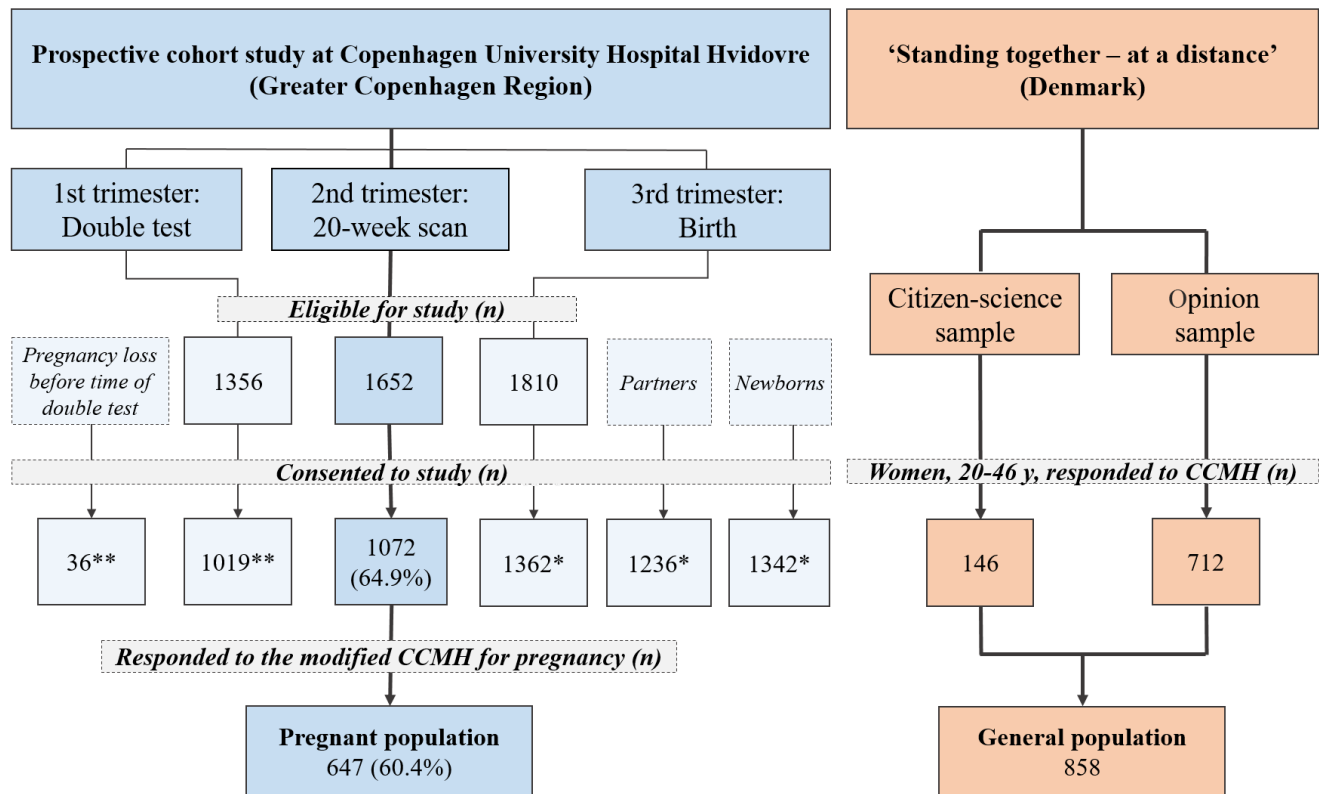 Prospective cohort study at Copenhagen University Hospital Hvidovre
(Greater Copenhagen Region)
'Standing together – at a distance'
(Denmark)
1st trimester:
Double test
2nd trimester:
20-week scan
3rd trimester:
Birth
Citizen-science
sample
Opinion
sample
Eligible for study (n)
Pregnancy loss
before time of
double test
1356
1652
1810
Partners
Newborns
Consented to study (n)
Women, 20-46 y, responded to CCMH (n)
36**
1019**
1072
(64.9%)
1362*
1236*
1342*
146
712
Responded to the modified CCMH for pregnancy (n)
Pregnant population
647 (60.4%)
General population
858